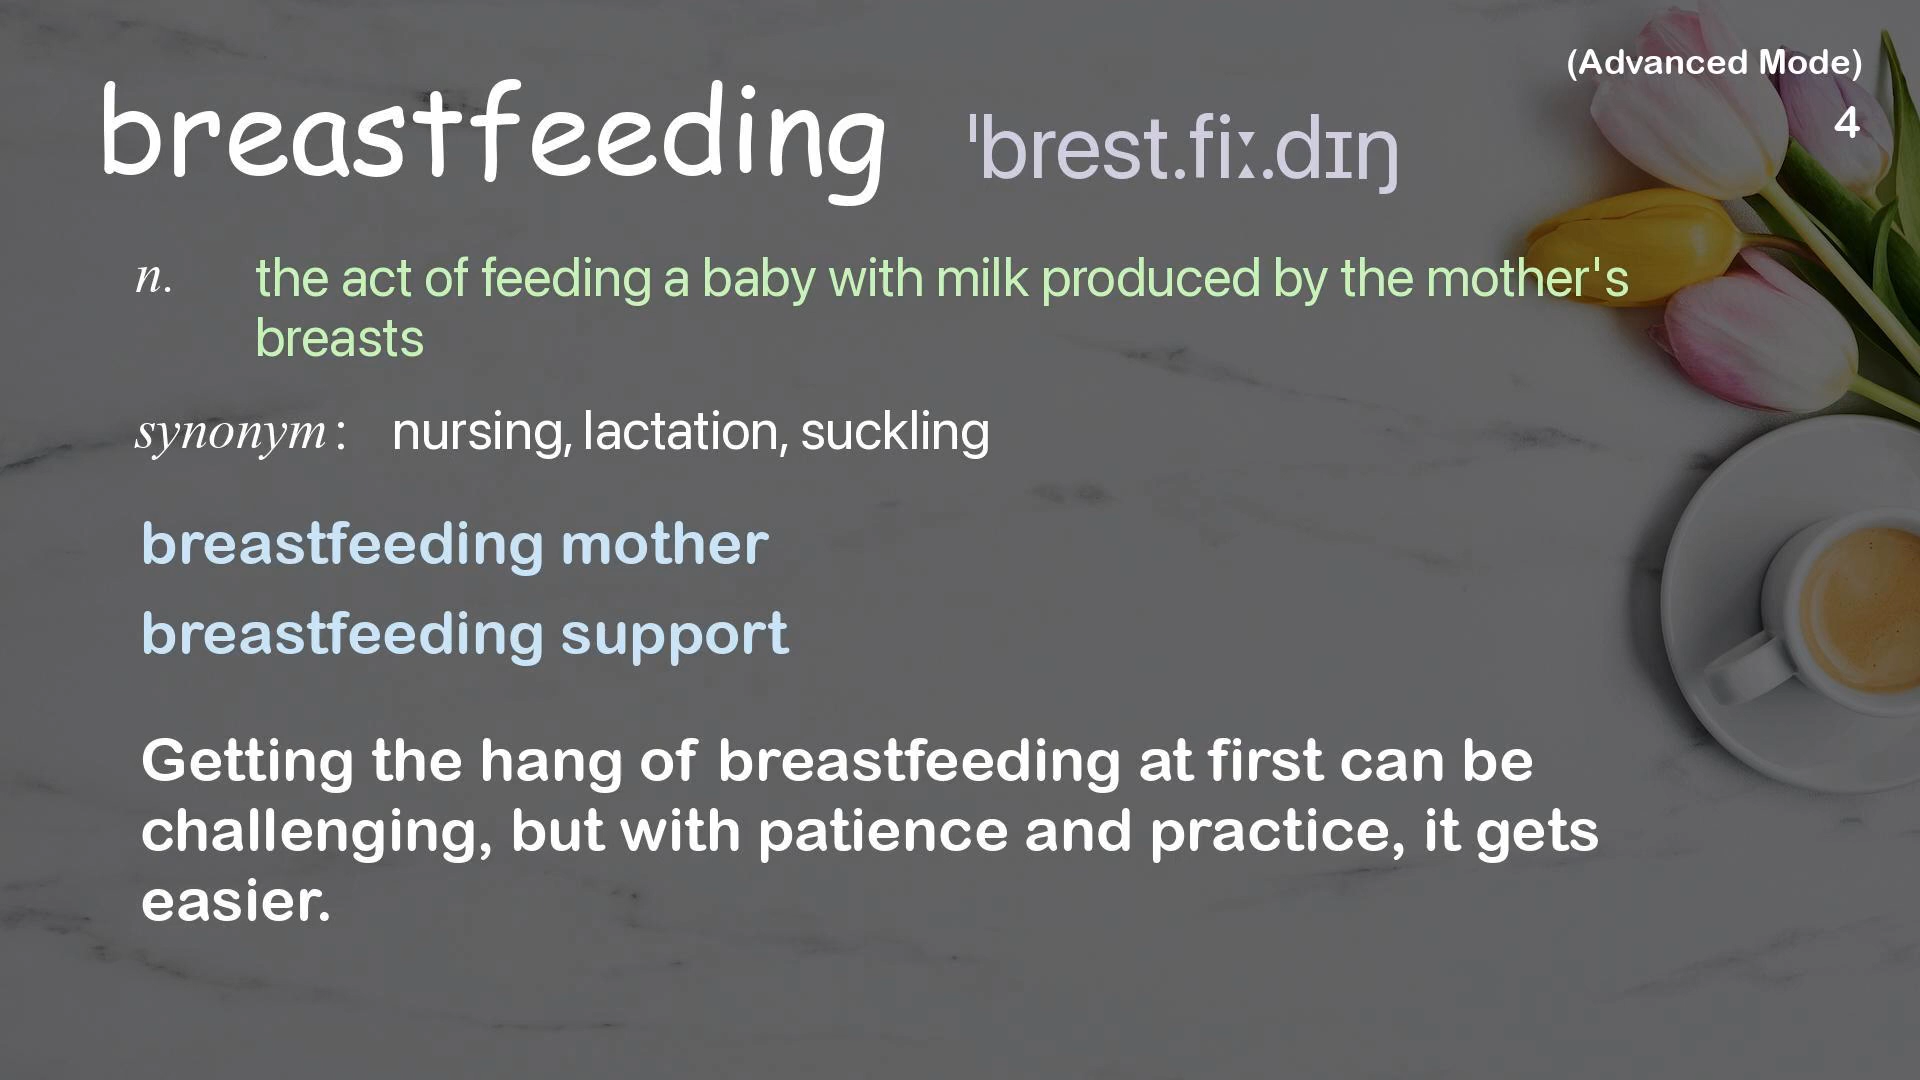 (Advanced Mode)
4
breastfeeding ˈbrest.fiː.dɪŋ
n. the act of feeding a baby with milk produced by the mother's
breasts
synonym: nursing, lactation, suckling
breastfeeding mother
breastfeeding support
Getting the hang of breastfeeding at first can be
challenging, but with patience and practice, it gets
easier.